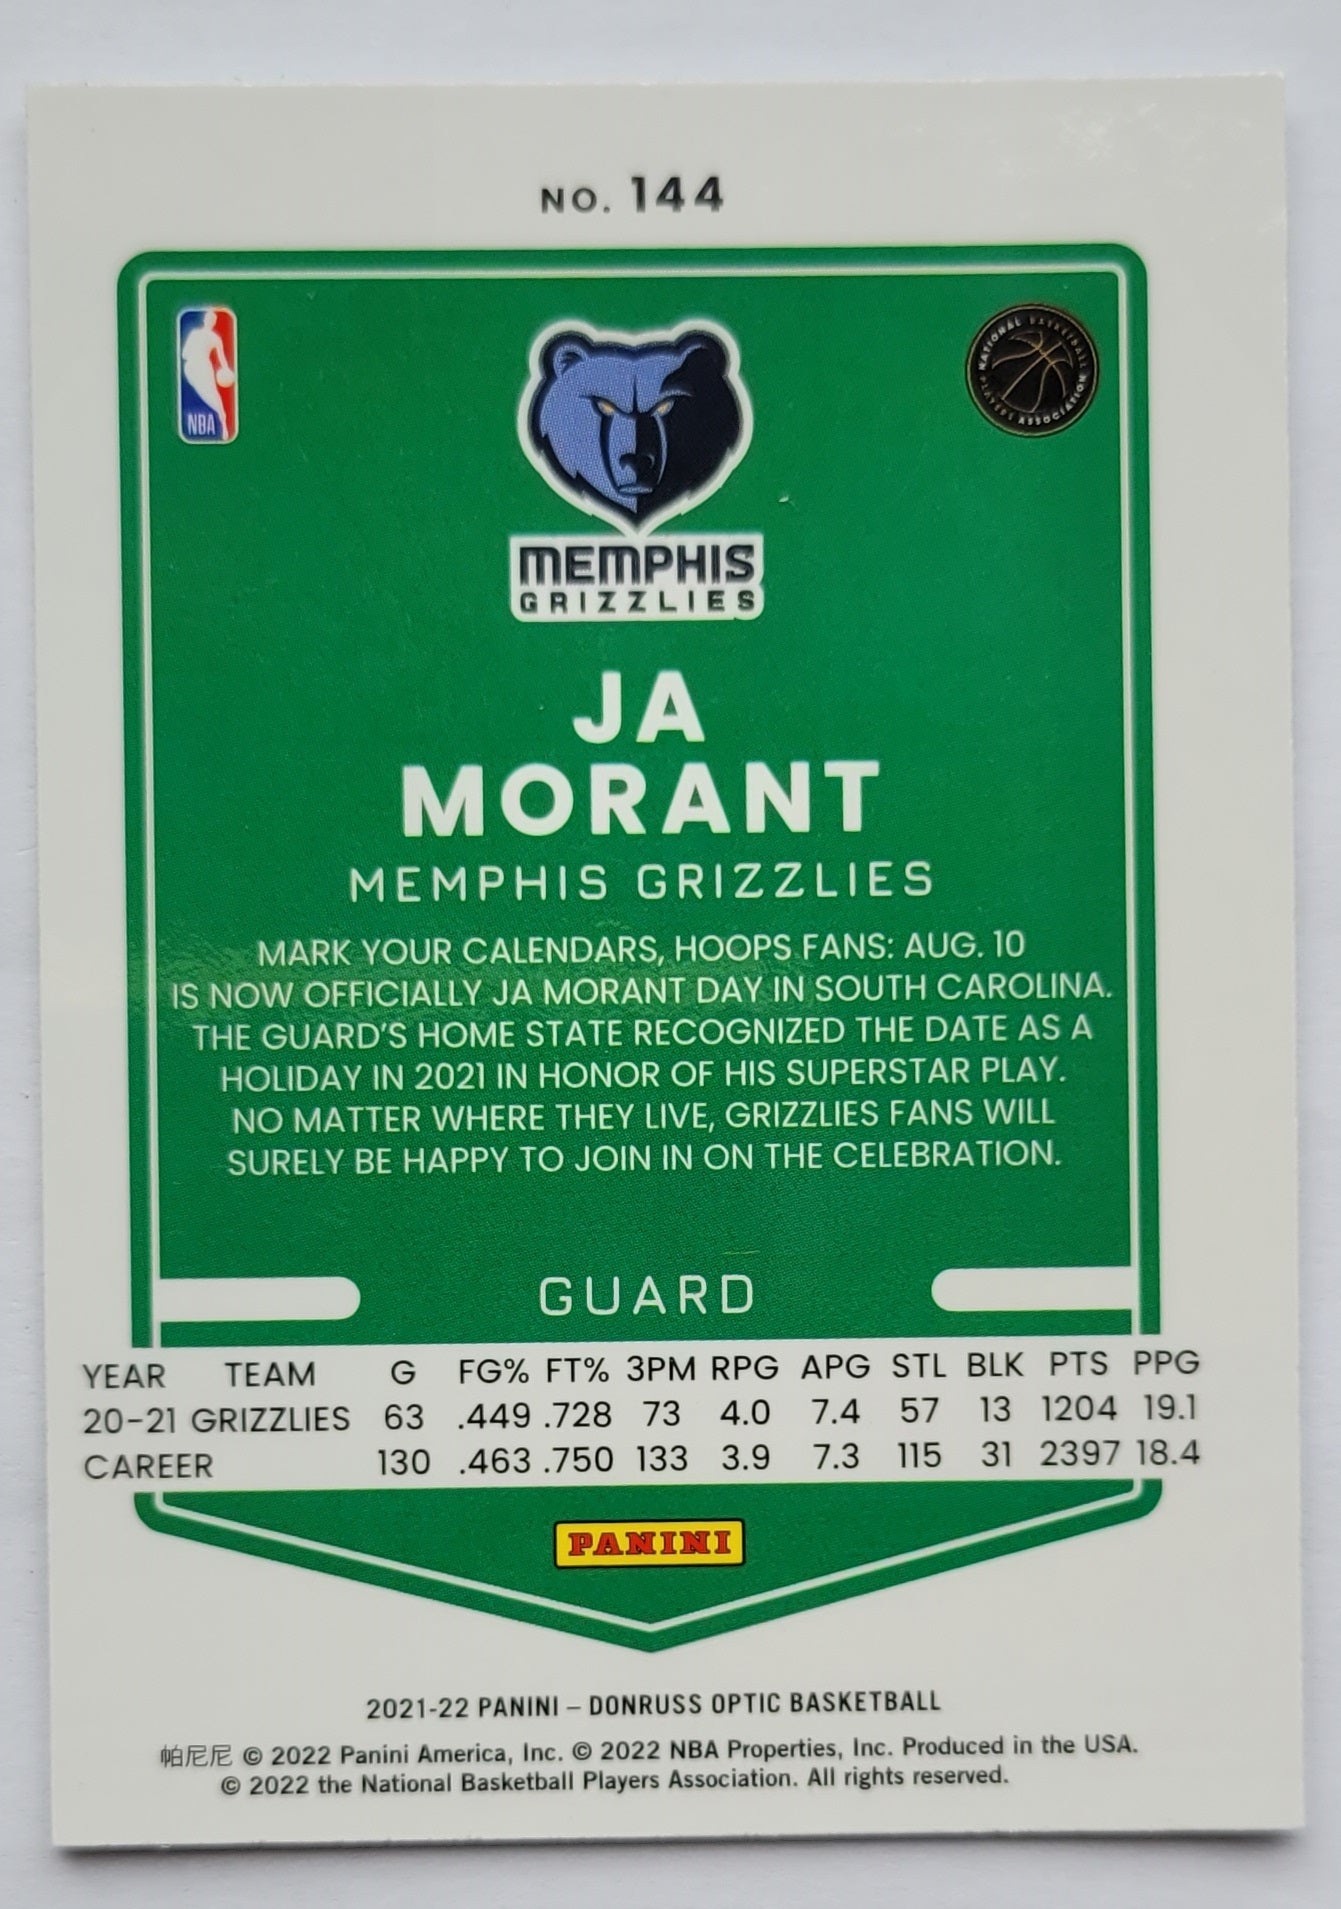 NO. 144
NBA
NATIONAL BASKETBALL PLAYERS ASSOCIATION
MEMPHIS
GRIZZLIES
JA
MORANT
MEMPHIS GRIZZLIES
MARK YOUR CALENDARS, HOOPS FANS: AUG. 10
IS NOW OFFICIALLY JA MORANT DAY IN SOUTH CAROLINA.
THE GUARD'S HOME STATE RECOGNIZED THE DATE AS A
HOLIDAY IN 2021 IN HONOR OF HIS SUPERSTAR PLAY.
NO MATTER WHERE THEY LIVE, GRIZZLIES FANS WILL
SURELY BE HAPPY TO JOIN IN ON THE CELEBRATION.
GUARD
YEAR TEAM G FG% FT% 3PM RPG APG STL BLK PTS PPG
20-21 GRIZZLIES 63 .449 .728 73 4.0 7.4 57 13 1204 19.1
CAREER 130 .463 .750 133 3.9 7.3 115 31 2397 18.4
PANINI
2021-22 PANINI – DONRUSS OPTIC BASKETBALL
帕尼尼 © 2022 Panini America, Inc. © 2022 NBA Properties, Inc. Produced in the USA.
© 2022 the National Basketball Players Association. All rights reserved.